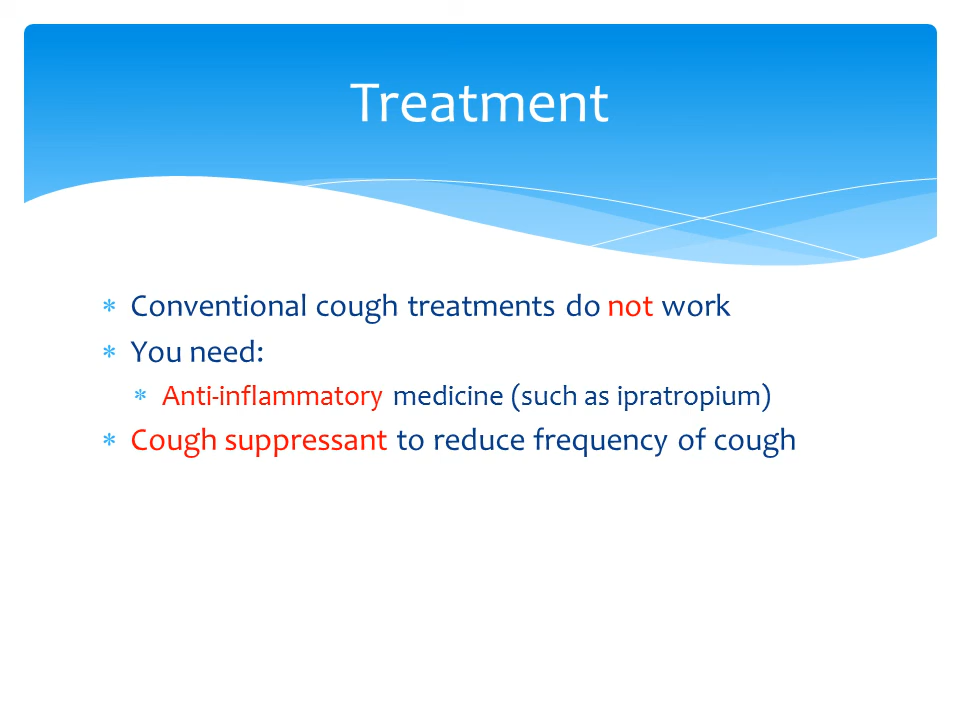 Treatment
* Conventional cough treatments do not work
* You need:
* Anti-inflammatory medicine (such as ipratropium)
* Cough suppressant to reduce frequency of cough